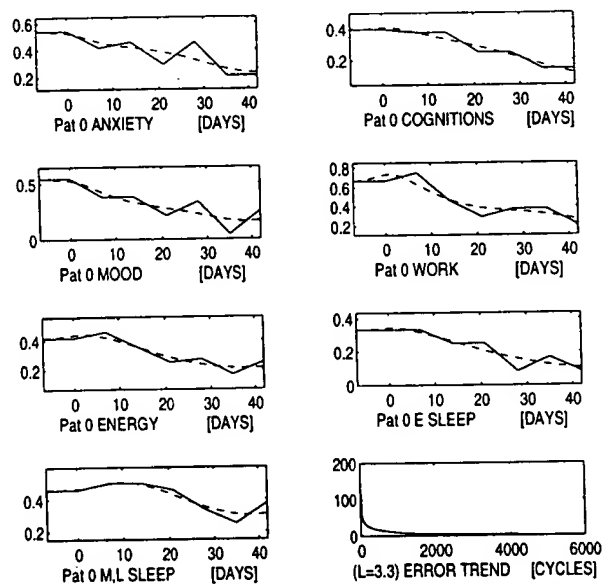 0.6
0.4
0.2
0 10 20 30 40
Pat 0 ANXIETY [DAYS]
0.4
0.2
0 10 20 30 40
Pat 0 COGNITIONS [DAYS]
0.5
0
0 10 20 30 40
Pat 0 MOOD [DAYS]
0.8
0.6
0.4
0.2
0 10 20 30 40
Pat 0 WORK [DAYS]
0.4
0.2
0 10 20 30 40
Pat 0 ENERGY [DAYS]
0.4
0.2
0
0 10 20 30 40
Pat 0 E SLEEP [DAYS]
0.4
0.2
0 10 20 30 40
Pat 0 M,L SLEEP [DAYS]
200
100
0
0 2000 4000 6000
(L=3.3) ERROR TREND [CYCLES]